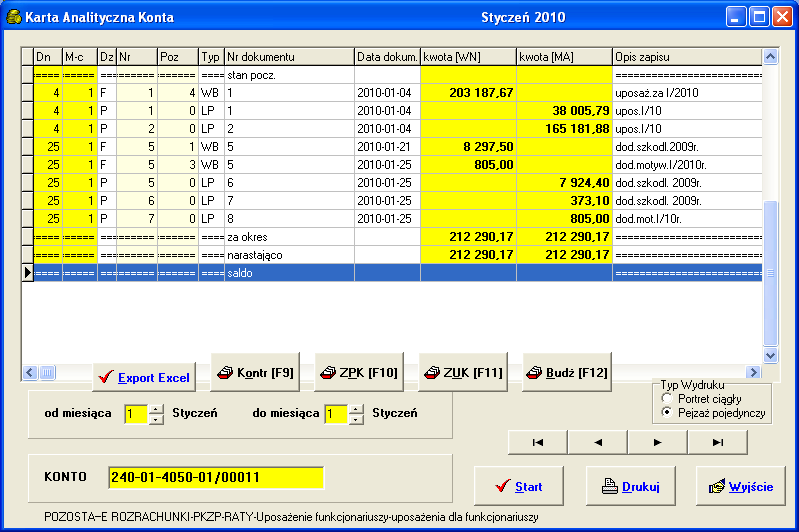 Karta Analityczna Konta Styczeń 2010
Dn M-c Dz Nr Poz Typ Nr dokumentu Data dokum. kwota [WN] kwota [MA] Opis zapisu
==== ===== == ===== ====== ==== stan pocz. ====================
4 1 F 1 4 WB 1 2010-01-04 203 187,67 uposaż.za I/2010
4 1 P 1 0 LP 1 2010-01-04 38 005,79 upos.I/10
4 1 P 2 0 LP 2 2010-01-04 165 181,88 upos.I/10
25 1 F 5 1 WB 5 2010-01-21 8 297,50 dod.szkodl.2009r.
25 1 F 5 3 WB 5 2010-01-25 805,00 dod.motyw.I/2010r.
25 1 P 5 0 LP 6 2010-01-25 7 924,40 dod.szkodl. 2009r.
25 1 P 6 0 LP 7 2010-01-25 373,10 dod.szkodl. 2009r.
25 1 P 7 0 LP 8 2010-01-25 805,00 dod.mot.I/10r.
==== ===== == ===== ====== ==== za okres 212 290,17 212 290,17 ====================
==== ===== == ===== ====== ==== narastająco 212 290,17 212 290,17 ====================
==== ===== == ===== ====== ==== saldo ====================
Export Excel Kontr [F9] ZPK [F10] ZUK [F11] Budż [F12]
Typ Wydruku
Portret ciągły
Pejzaż pojedynczy
od miesiąca 1 Styczeń do miesiąca 1 Styczeń
KONTO 240-01-4050-01/00011
Start Drukuj Wyjście
POZOSTA¬E ROZRACHUNKI-PKZP-RATY-Uposażenie funkcjonariuszy-uposażenia dla funkcjonariuszy